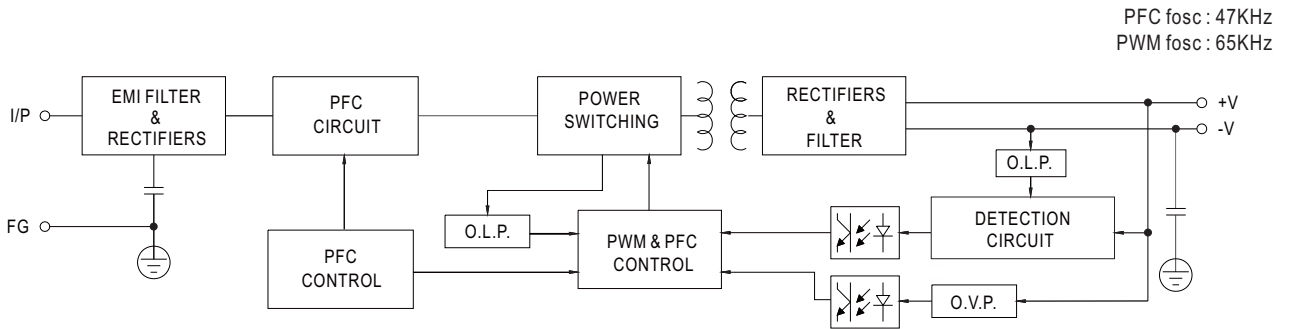 PFC fosc : 47KHz
PWM fosc : 65KHz
I/P
EMI FILTER
&
RECTIFIERS
PFC
CIRCUIT
POWER
SWITCHING
RECTIFIERS
&
FILTER
+V
-V
O.L.P.
FG
O.L.P.
PFC
CONTROL
PWM & PFC
CONTROL
DETECTION
CIRCUIT
O.V.P.